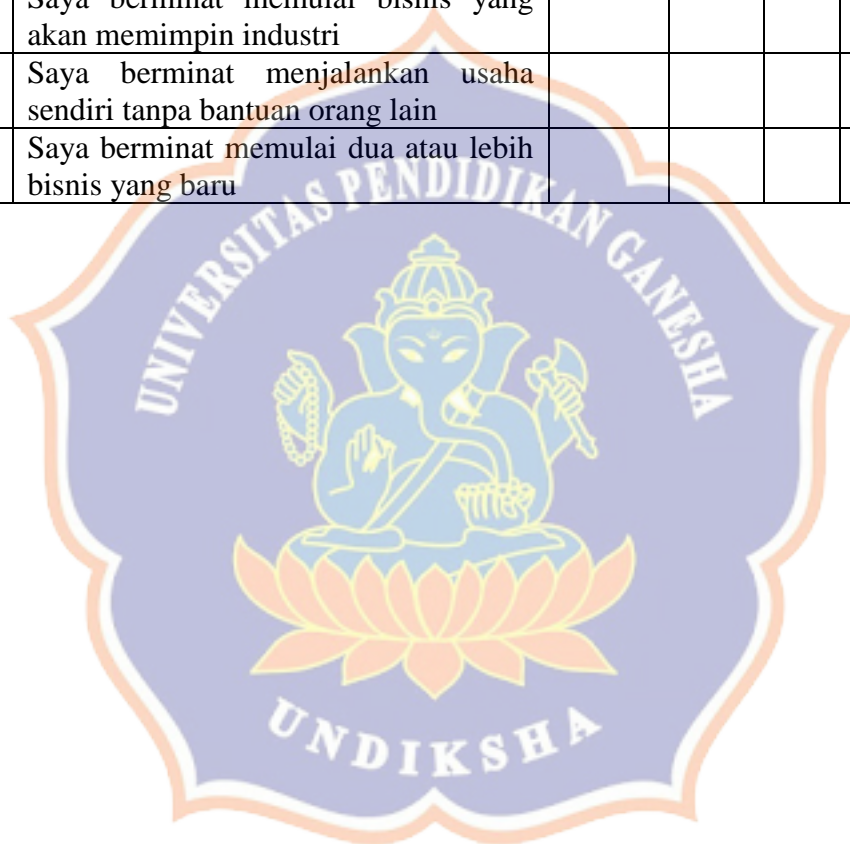 Saya berminat memulai bisnis yang
akan memimpin industri
Saya berminat menjalankan usaha
sendiri tanpa bantuan orang lain
Saya berminat memulai dua atau lebih
bisnis yang baru
UNIVERSITAS PENDIDIKAN GANESHA
UNDIKSHA